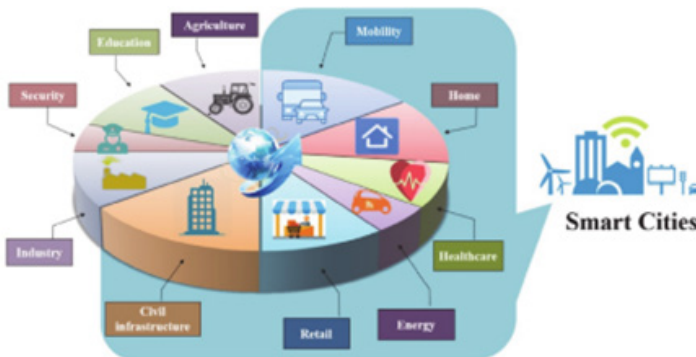 Agriculture
Mobility
Education
Security
Home
Smart Cities
Industry
Healthcare
Civil
infrastructure
Retail
Energy